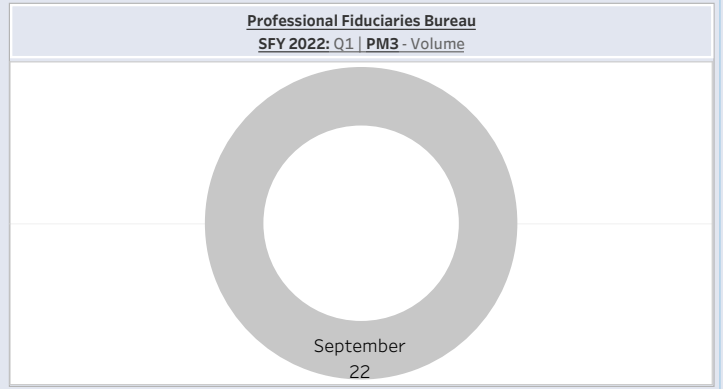 Professional Fiduciaries Bureau
SFY 2022: Q1 | PM3 - Volume
September
22